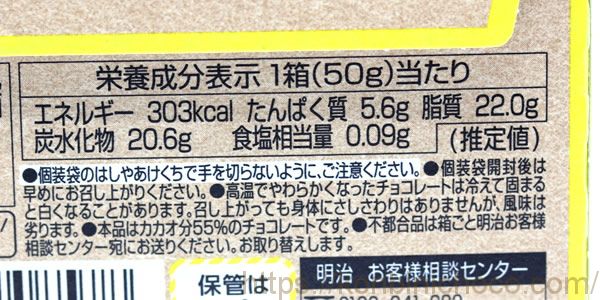 栄養成分表示 1箱(50g)当たり
エネルギー 303kcal たんぱく質 5.6g 脂質 22.0g
炭水化物 20.6g 食塩相当量 0.09g (推定値)
●個装袋のはしやあけくちで手を切らないように、ご注意ください。●個装袋開封後は
早めにお召し上がりください。●高温でやわらかくなったチョコレートは冷えて固まる
と白くなることがあります。召し上がっても身体にさしさわりはありませんが、風味は
劣ります。●本品はカカオ分55%のチョコレートです。●不都合品は箱ごと明治お客様
相談センター宛にお送りください。お取り替えします。
保管は
明治 お客様相談センター